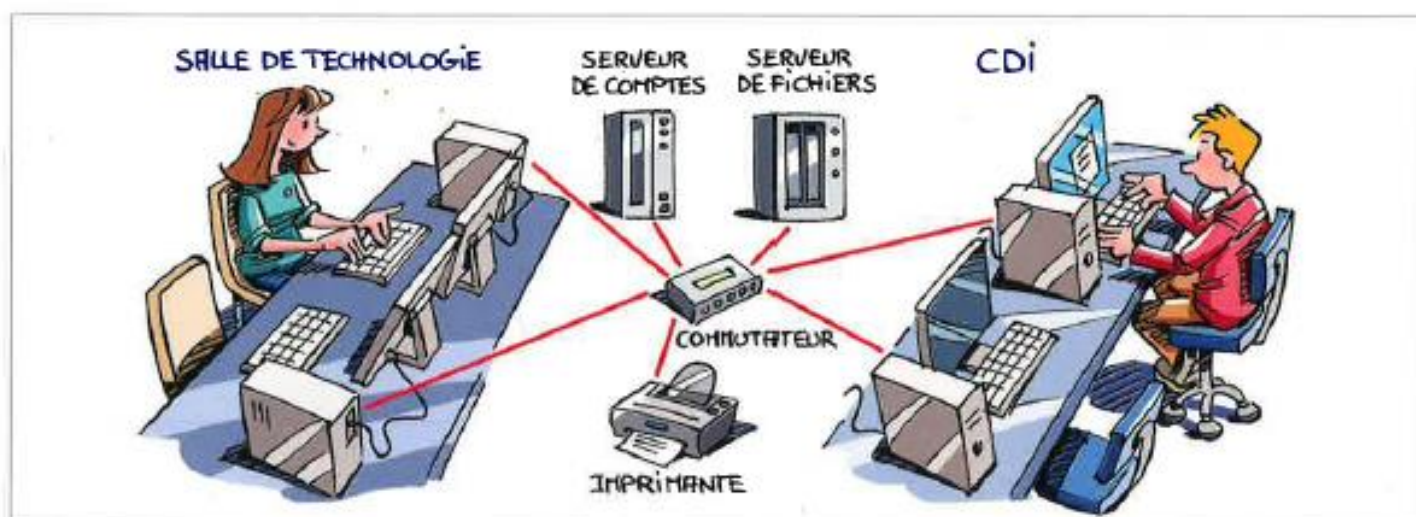 SALLE DE TECHNOLOGiE
SERVEUR
DE COMPTES
SERVEUR
DE FiCHiERS
CDi
COMMUTATEUR
IMPRiMANTE